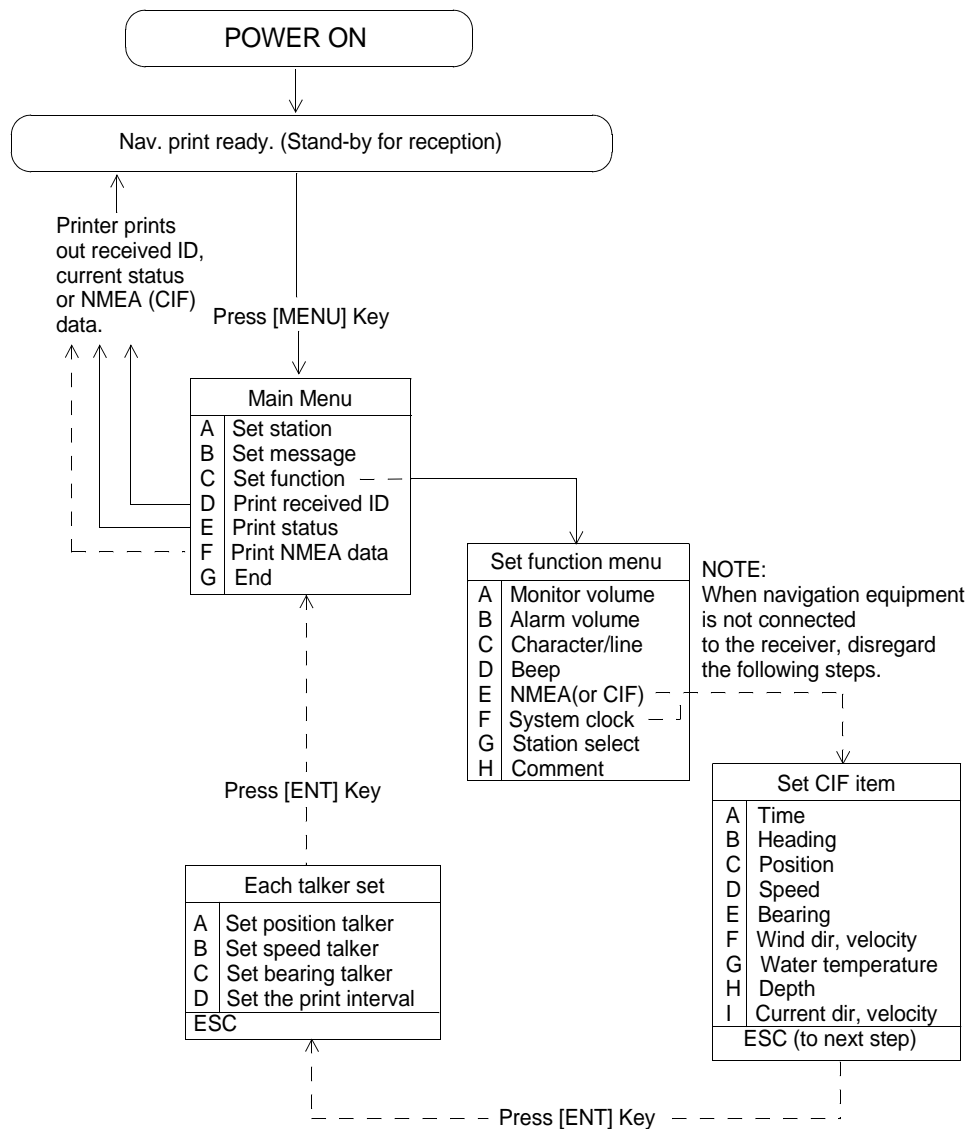 POWER ON
Nav. print ready. (Stand-by for reception)
Printer prints
out received ID,
current status
or NMEA (CIF)
data.
Press [MENU] Key
Main Menu
A Set station
B Set message
C Set function
D Print received ID
E Print status
F Print NMEA data
G End
Set function menu
A Monitor volume
B Alarm volume
C Character/line
D Beep
E NMEA(or CIF)
F System clock
G Station select
H Comment
NOTE:
When navigation equipment
is not connected
to the receiver, disregard
the following steps.
Set CIF item
A Time
B Heading
C Position
D Speed
E Bearing
F Wind dir, velocity
G Water temperature
H Depth
I Current dir, velocity
ESC (to next step)
Press [ENT] Key
Each talker set
A Set position talker
B Set speed talker
C Set bearing talker
D Set the print interval
ESC
Press [ENT] Key